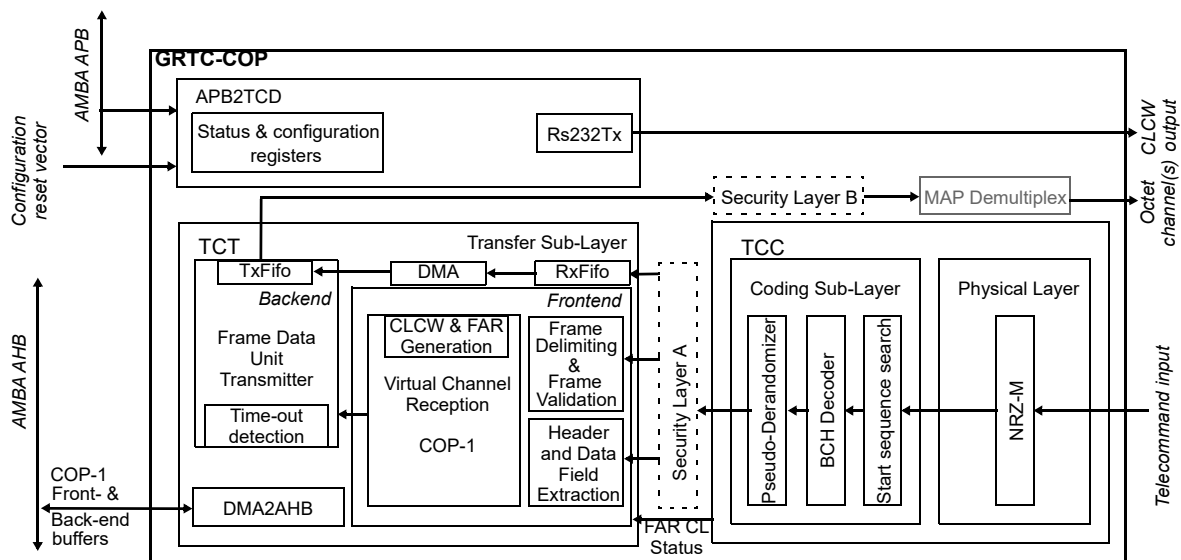 AMBA APB
GRTC-COP
APB2TCD
Status & configuration
registers
Rs232Tx
CLCW
output
Configuration
reset vector
Octet
channel(s)
Security Layer B
MAP Demultiplex
TCT
Transfer Sub-Layer
TxFifo
DMA
RxFifo
Backend
Frontend
Frame Data
Unit
Transmitter
Time-out
detection
CLCW & FAR
Generation
Virtual Channel
Reception
COP-1
Frame
Delimiting
&
Frame
Validation
Header
and Data
Field
Extraction
Security Layer A
TCC
Coding Sub-Layer
Pseudo-Derandomizer
BCH Decoder
Start sequence search
Physical Layer
NRZ-M
Telecommand input
AMBA AHB
COP-1
Front- &
Back-end
buffers
DMA2AHB
FAR CL
Status